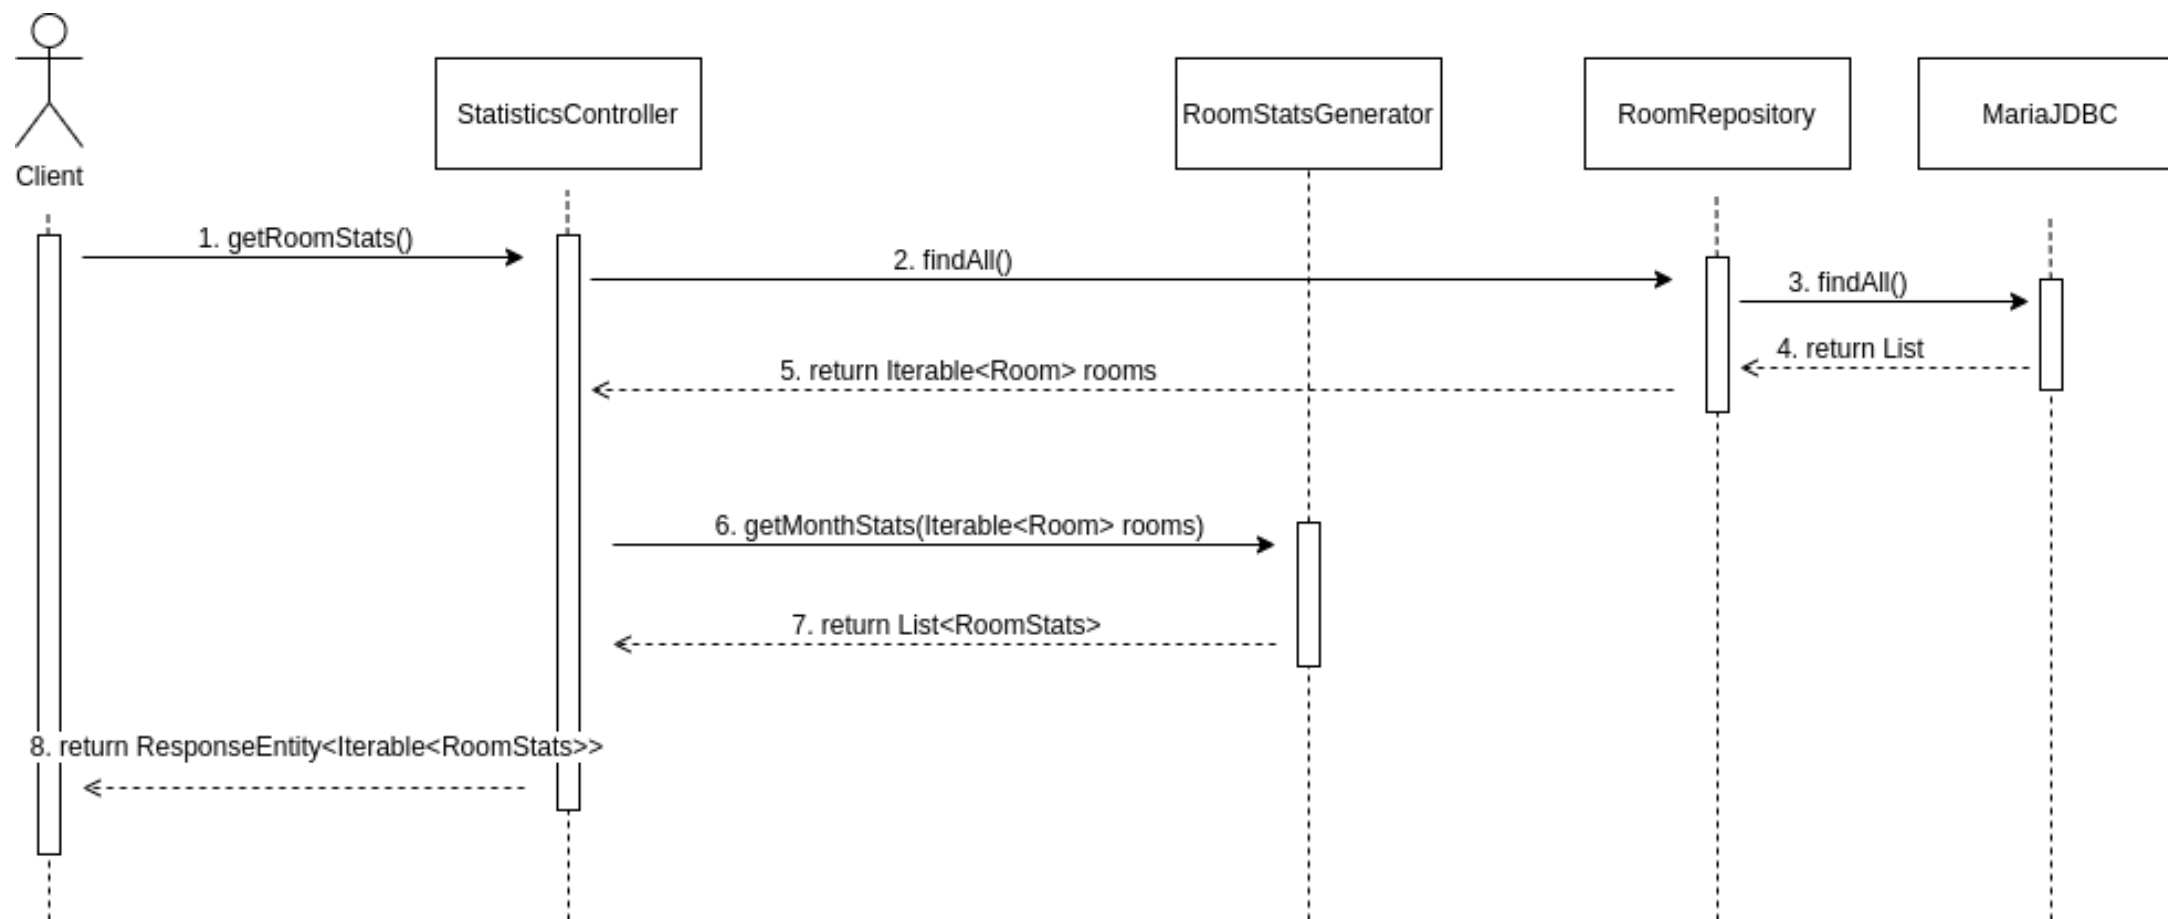 StatisticsController
RoomStatsGenerator
RoomRepository
MariaJDBC
Client
1. getRoomStats()
2. findAll()
3. findAll()
4. return List
5. return Iterable<Room> rooms
6. getMonthStats(Iterable<Room> rooms)
7. return List<RoomStats>
8. return ResponseEntity<Iterable<RoomStats>>